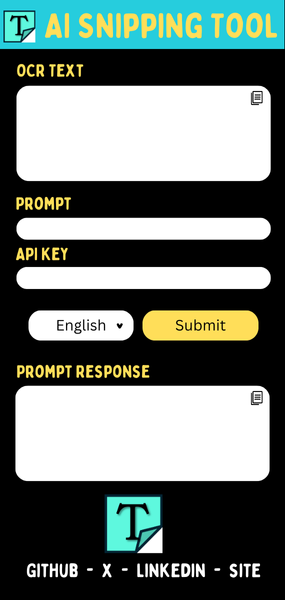 T AI SNIPPING TOOL
OCR TEXT
PROMPT
API KEY
English Submit
PROMPT RESPONSE
T
GITHUB - X - LINKEDIN - SITE